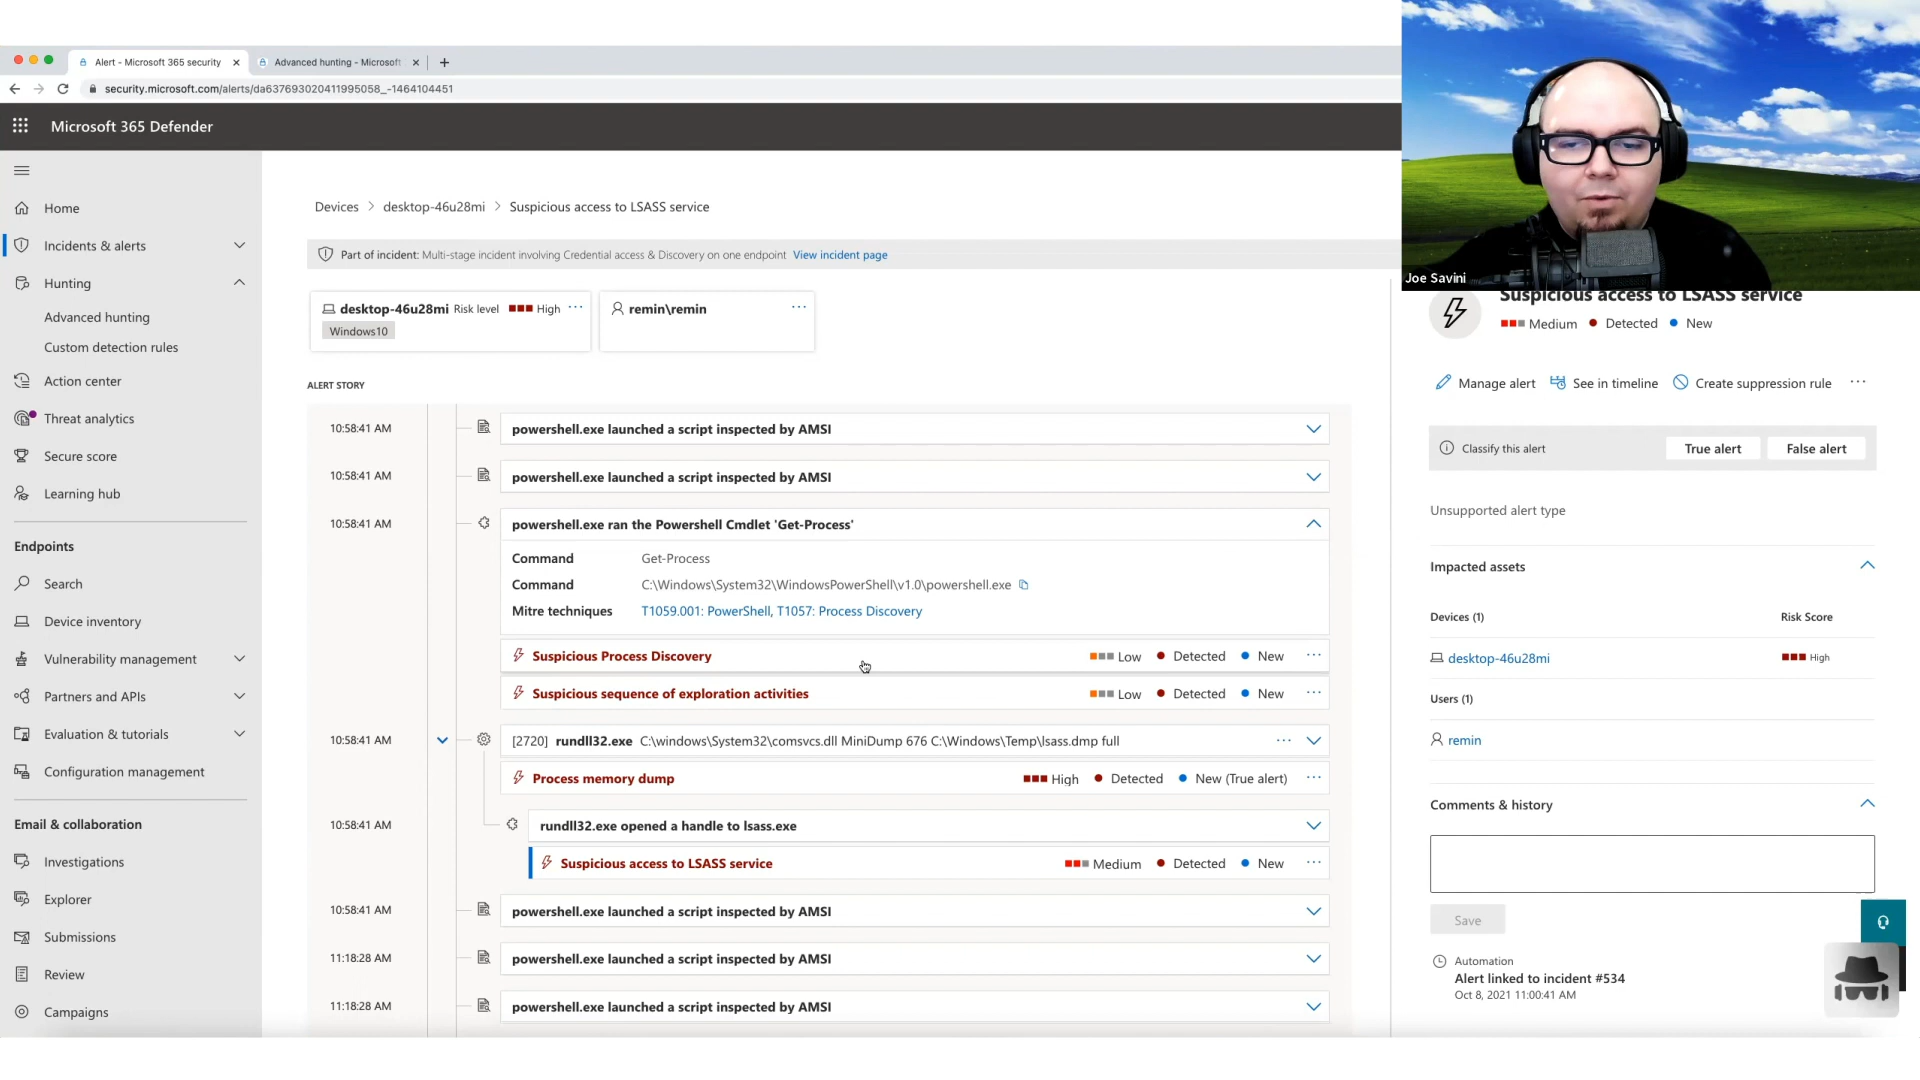 Alert - Microsoft 365 security
Advanced hunting - Microsoft
security.microsoft.com/alerts/da637693020411995058_-1464104451
Microsoft 365 Defender
Joe Savini
Home
Incidents & alerts
Hunting
Advanced hunting
Custom detection rules
Action center
Threat analytics
Secure score
Learning hub
Endpoints
Search
Device inventory
Vulnerability management
Partners and APIs
Evaluation & tutorials
Configuration management
Email & collaboration
Investigations
Explorer
Submissions
Review
Campaigns
Devices > desktop-46u28mi > Suspicious access to LSASS service
Part of incident: Multi-stage incident involving Credential access & Discovery on one endpoint View incident page
desktop-46u28mi Risk level High ...
Windows10
remin\remin ...
ALERT STORY
10:58:41 AM powershell.exe launched a script inspected by AMSI
10:58:41 AM powershell.exe launched a script inspected by AMSI
10:58:41 AM powershell.exe ran the Powershell Cmdlet 'Get-Process'
Command Get-Process
Command C:\Windows\System32\WindowsPowerShell\v1.0\powershell.exe
Mitre techniques T1059.001: PowerShell, T1057: Process Discovery
Suspicious Process Discovery Low Detected New ...
Suspicious sequence of exploration activities Low Detected New ...
10:58:41 AM [2720] rundll32.exe C:\windows\System32\comsvcs.dll MiniDump 676 C:\Windows\Temp\lsass.dmp full ...
Process memory dump High Detected New (True alert) ...
10:58:41 AM rundll32.exe opened a handle to lsass.exe
Suspicious access to LSASS service Medium Detected New ...
10:58:41 AM powershell.exe launched a script inspected by AMSI
11:18:28 AM powershell.exe launched a script inspected by AMSI
11:18:28 AM powershell.exe launched a script inspected by AMSI
Suspicious access to LSASS service
Medium Detected New
Manage alert See in timeline Create suppression rule ...
Classify this alert True alert False alert
Unsupported alert type
Impacted assets
Devices (1) Risk Score
desktop-46u28mi High
Users (1)
remin
Comments & history
Save
Automation
Alert linked to incident #534
Oct 8, 2021 11:00:41 AM